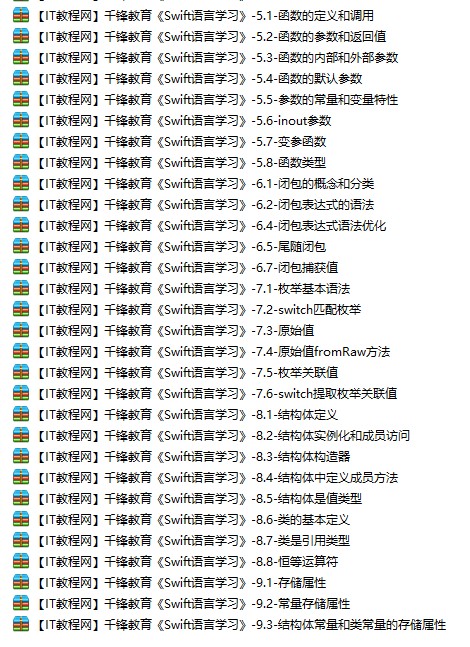 【IT教程网】千锋教育《Swift语言学习》-5.1-函数的定义和调用
【IT教程网】千锋教育《Swift语言学习》-5.2-函数的参数和返回值
【IT教程网】千锋教育《Swift语言学习》-5.3-函数的内部和外部参数
【IT教程网】千锋教育《Swift语言学习》-5.4-函数的默认参数
【IT教程网】千锋教育《Swift语言学习》-5.5-参数的常量和变量特性
【IT教程网】千锋教育《Swift语言学习》-5.6-inout参数
【IT教程网】千锋教育《Swift语言学习》-5.7-变参函数
【IT教程网】千锋教育《Swift语言学习》-5.8-函数类型
【IT教程网】千锋教育《Swift语言学习》-6.1-闭包的概念和分类
【IT教程网】千锋教育《Swift语言学习》-6.2-闭包表达式的语法
【IT教程网】千锋教育《Swift语言学习》-6.4-闭包表达式语法优化
【IT教程网】千锋教育《Swift语言学习》-6.5-尾随闭包
【IT教程网】千锋教育《Swift语言学习》-6.7-闭包捕获值
【IT教程网】千锋教育《Swift语言学习》-7.1-枚举基本语法
【IT教程网】千锋教育《Swift语言学习》-7.2-switch匹配枚举
【IT教程网】千锋教育《Swift语言学习》-7.3-原始值
【IT教程网】千锋教育《Swift语言学习》-7.4-原始值fromRaw方法
【IT教程网】千锋教育《Swift语言学习》-7.5-枚举关联值
【IT教程网】千锋教育《Swift语言学习》-7.6-switch提取枚举关联值
【IT教程网】千锋教育《Swift语言学习》-8.1-结构体定义
【IT教程网】千锋教育《Swift语言学习》-8.2-结构体实例化和成员访问
【IT教程网】千锋教育《Swift语言学习》-8.3-结构体构造器
【IT教程网】千锋教育《Swift语言学习》-8.4-结构体中定义成员方法
【IT教程网】千锋教育《Swift语言学习》-8.5-结构体是值类型
【IT教程网】千锋教育《Swift语言学习》-8.6-类的基本定义
【IT教程网】千锋教育《Swift语言学习》-8.7-类是引用类型
【IT教程网】千锋教育《Swift语言学习》-8.8-恒等运算符
【IT教程网】千锋教育《Swift语言学习》-9.1-存储属性
【IT教程网】千锋教育《Swift语言学习》-9.2-常量存储属性
【IT教程网】千锋教育《Swift语言学习》-9.3-结构体常量和类常量的存储属性